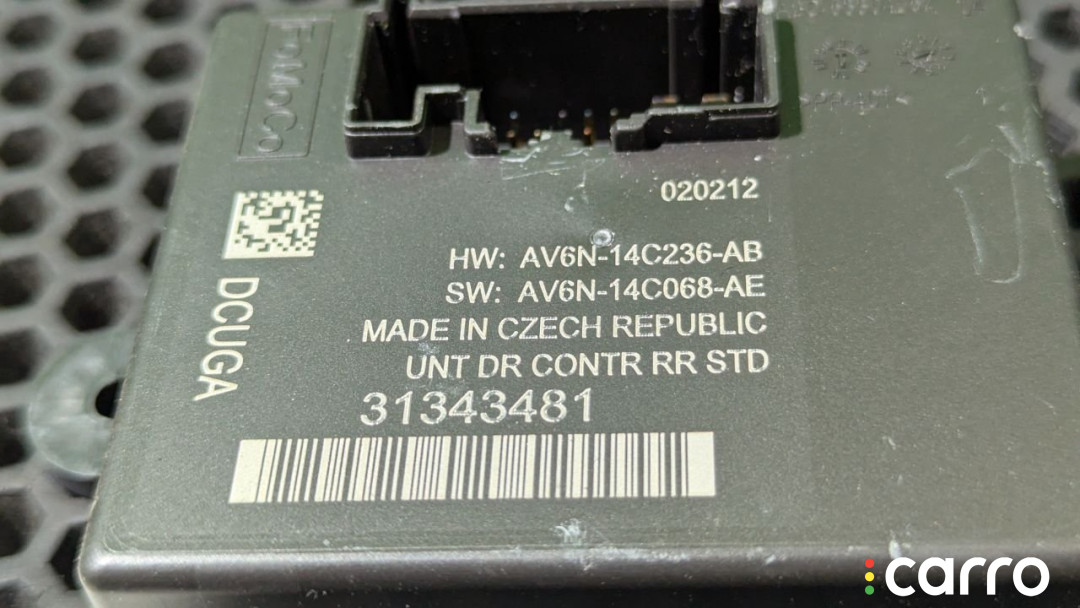 FoMoCo
020212
HW: AV6N-14C236-AB
SW: AV6N-14C068-AE
MADE IN CZECH REPUBLIC
UNT DR CONTR RR STD
31343481
DCUGA
carro